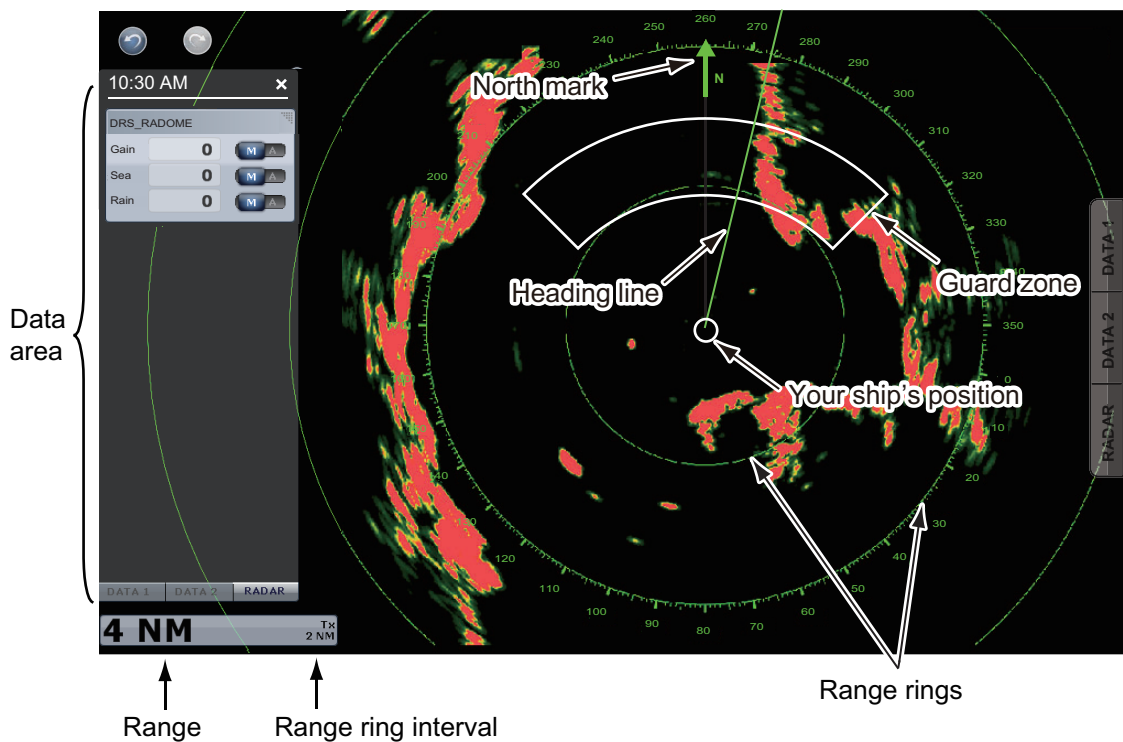 10:30 AM
×
DRS_RADOME
Gain 0 M A
Sea 0 M A
Rain 0 M A
Data
area
DATA 1 DATA 2 RADAR
4 NM
Tx
2 NM
Range
Range ring interval
North mark
N
Heading line
Guard zone
Your ship's position
Range rings
DATA 1
DATA 2
RADAR
230
240
250
260
270
280
290
300
310
320
330
350
0
10
20
30
40
50
60
70
80
90
100
110
120
200
210